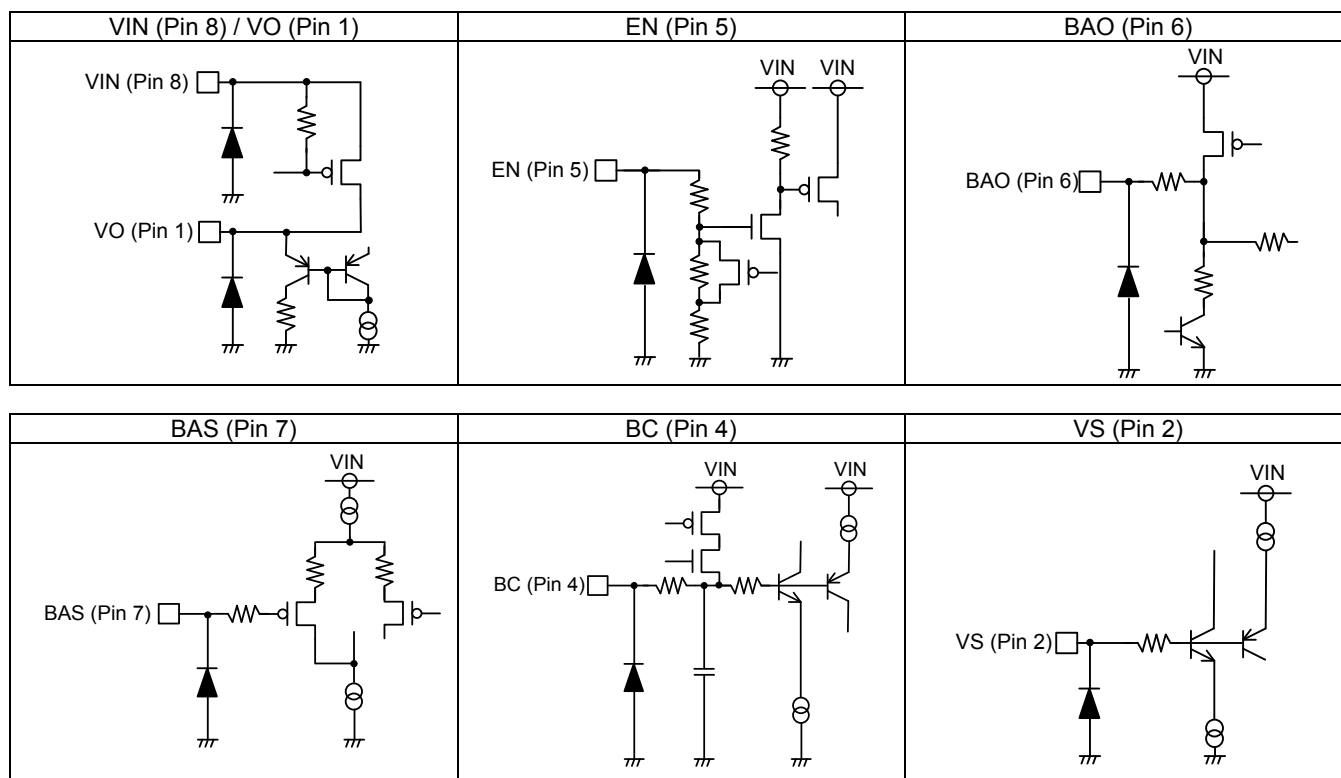 VIN (Pin 8) / VO (Pin 1)
EN (Pin 5)
BAO (Pin 6)
VIN (Pin 8)
VO (Pin 1)
VIN
VIN
EN (Pin 5)
VIN
BAO (Pin 6)
BAS (Pin 7)
BC (Pin 4)
VS (Pin 2)
VIN
BAS (Pin 7)
VIN
VIN
BC (Pin 4)
VIN
VS (Pin 2)